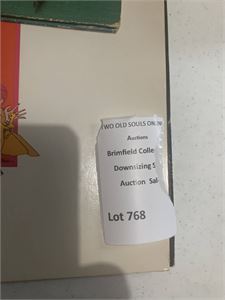 TWO OLD SOULS ONLIN
Auctions
Brimfield Colle
Downsizing S
Auction Sal
Lot 768